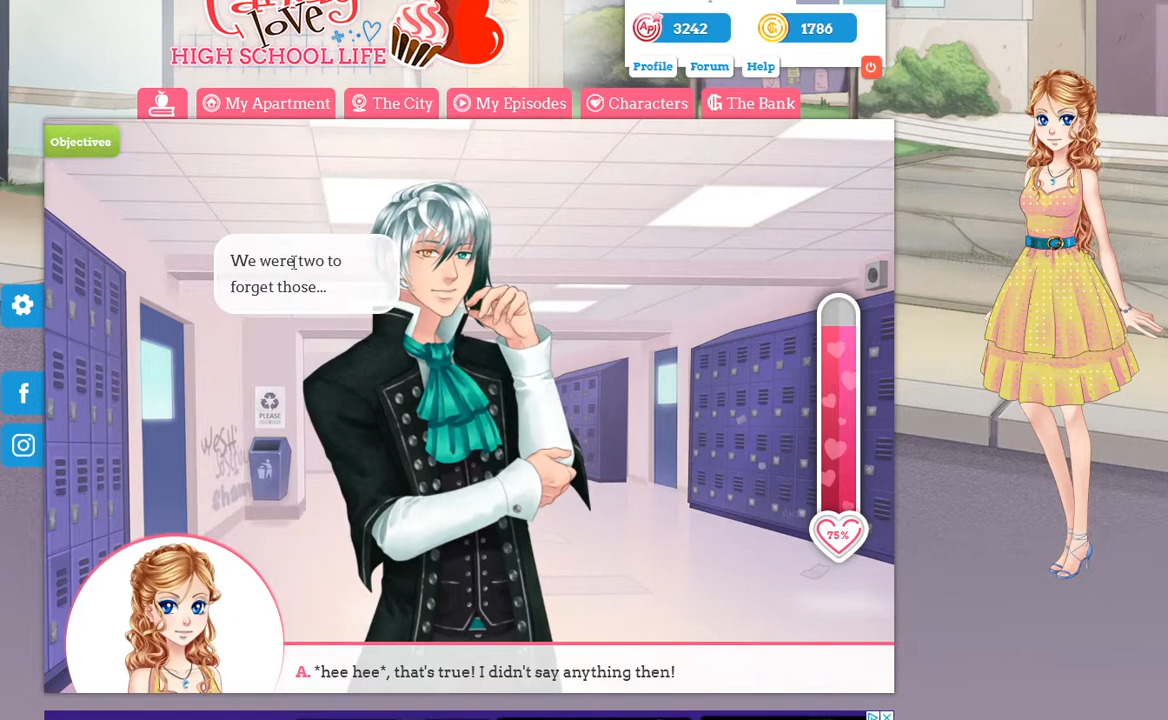 love
HIGH SCHOOL LIFE
3242
1786
Profile
Forum
Help
My Apartment
The City
My Episodes
Characters
The Bank
Objectives
We were two to
forget those...
PLEASE
75%
A. *hee hee*, that's true! I didn't say anything then!